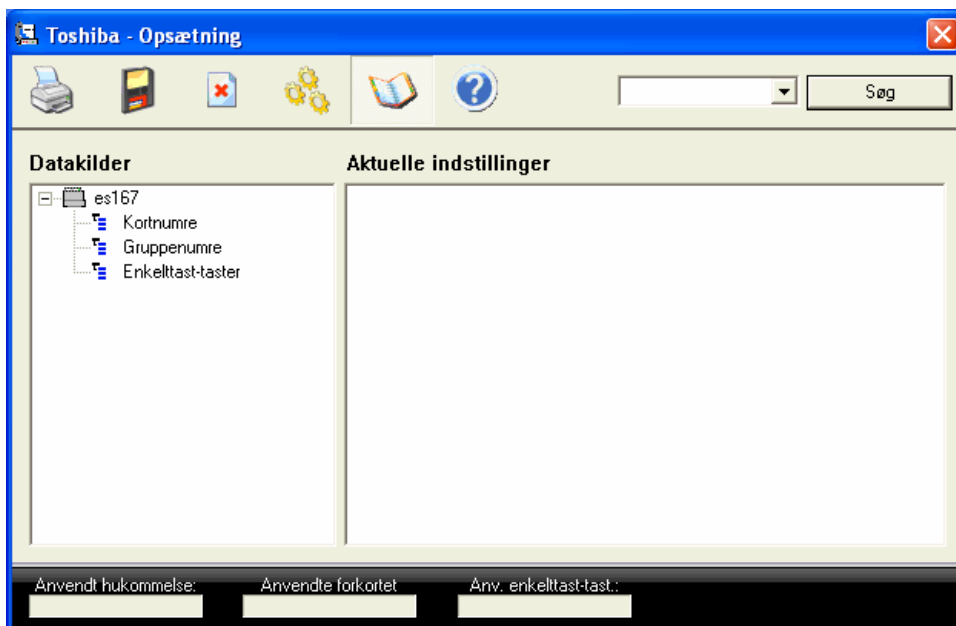 Toshiba - Opsætning
Søg
Datakilder
Aktuelle indstillinger
es167
Kortnumre
Gruppenumre
Enkelttast-taster
Anvendt hukommelse:
Anvendte forkortet
Anv. enkelttast-tast.: